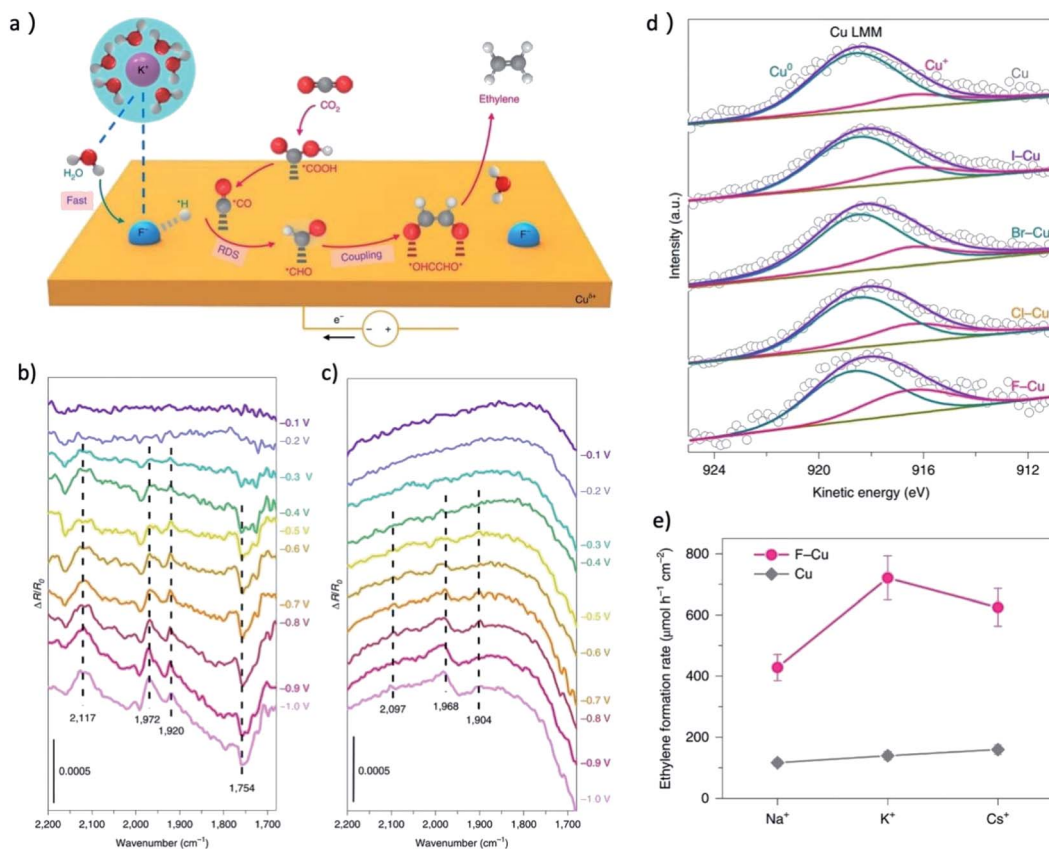 a )
K⁺
H₂O
Fast
*H
F⁻
CO₂
*COOH
*CO
RDS
*CHO
Coupling
*OHCCHO*
Ethylene
F⁻
Cuᵟ⁺
e⁻
− +
b)
ΔR/R₀
–0.1 V
–0.2 V
–0.3 V
–0.4 V
–0.5 V
–0.6 V
–0.7 V
–0.8 V
–0.9 V
–1.0 V
2,117
1,972
1,920
1,754
0.0005
2,200 2,100 2,000 1,900 1,800 1,700
Wavenumber (cm⁻¹)
c)
ΔR/R₀
–0.1 V
–0.2 V
–0.3 V
–0.4 V
–0.5 V
–0.6 V
–0.7 V
–0.8 V
–0.9 V
–1.0 V
2,097
1,968
1,904
0.0005
2,200 2,100 2,000 1,900 1,800 1,700
Wavenumber (cm⁻¹)
d )
Cu LMM
Cu⁰
Cu⁺
Cu
I–Cu
Br–Cu
Cl–Cu
F–Cu
Intensity (a.u.)
924 920 916 912
Kinetic energy (eV)
e)
F–Cu
Cu
Ethylene formation rate (μmol h⁻¹ cm⁻²)
800
600
400
200
0
Na⁺ K⁺ Cs⁺